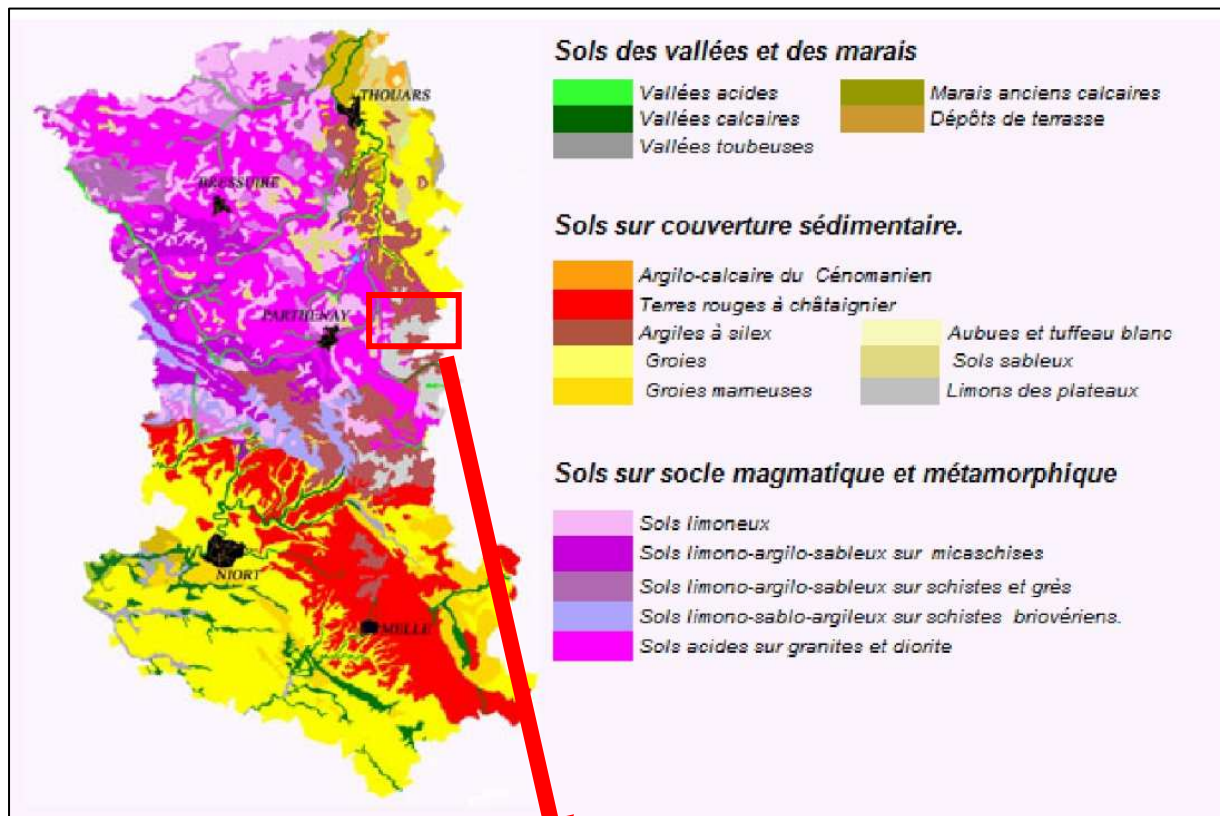 THOUARS
BRESSUIRE
PARTHENAY
NIORT
MELLE
Sols des vallées et des marais
Vallées acides
Marais anciens calcaires
Vallées calcaires
Dépôts de terrasse
Vallées toubeuses
Sols sur couverture sédimentaire.
Argilo-calcaire du Cénomanien
Terres rouges à châtaignier
Argiles à silex
Aubues et tuffeau blanc
Groies
Sols sableux
Groies marneuses
Limons des plateaux
Sols sur socle magmatique et métamorphique
Sols limoneux
Sols limono-argilo-sableux sur micaschises
Sols limono-argilo-sableux sur schistes et grès
Sols limono-sablo-argileux sur schistes briovériens.
Sols acides sur granites et diorite